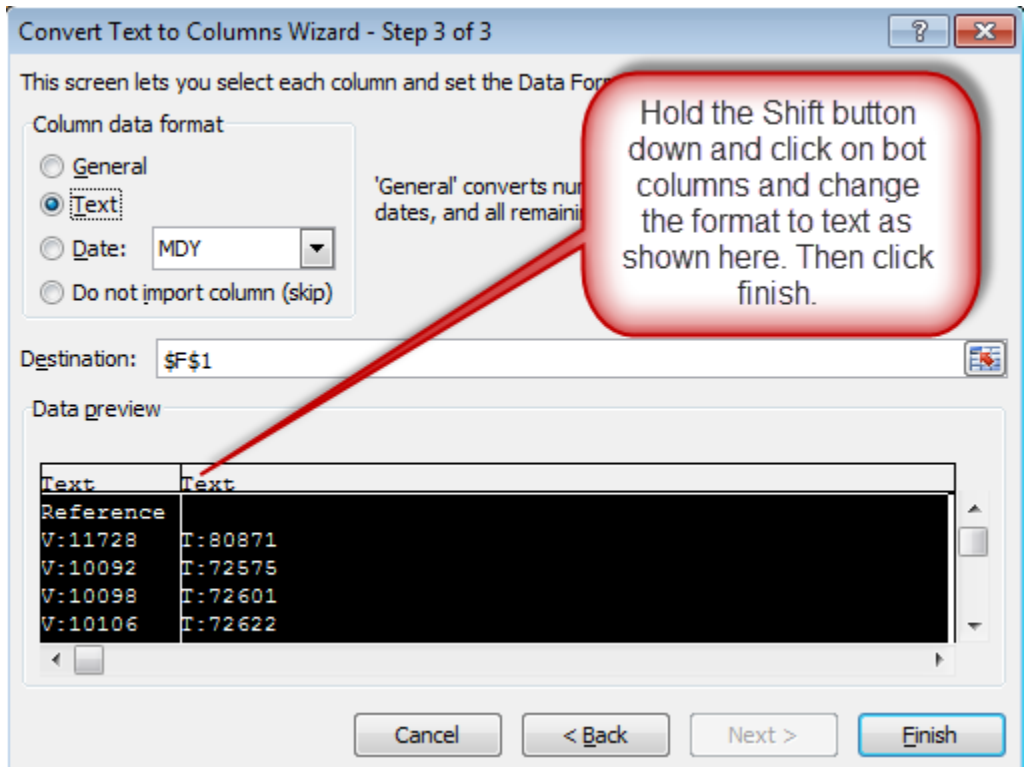 Convert Text to Columns Wizard - Step 3 of 3
This screen lets you select each column and set the Data
Column data format
General
Text
Date: MDY
Do not import column (skip)
'General' converts
dates, and all
Hold the Shift button
down and click on bot
columns and change
the format to text as
shown here. Then click
finish.
Destination: $F$1
Data preview
Text Text
Reference
V:11728 T:80871
V:10092 T:72575
V:10098 T:72601
V:10106 T:72622
Cancel < Back Next > Finish